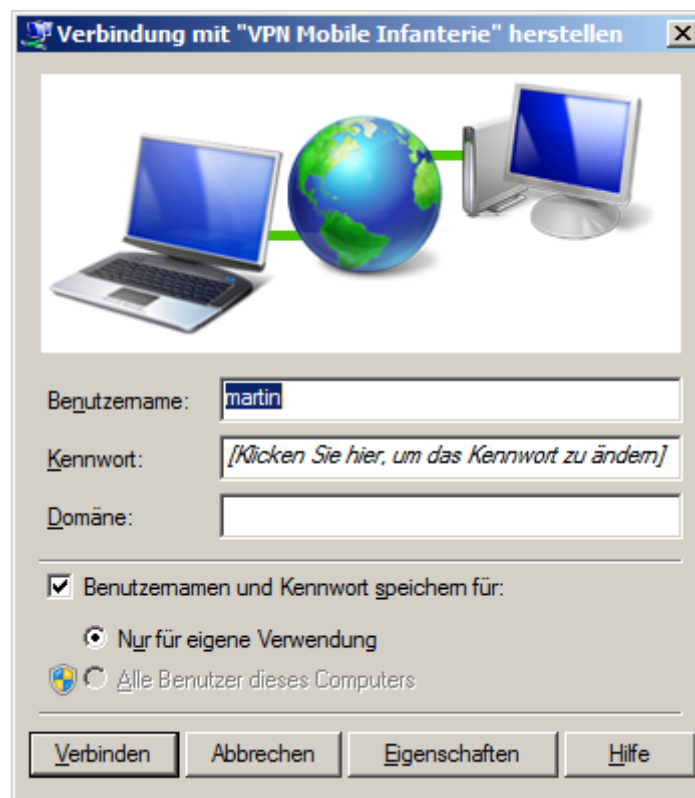 Verbindung mit "VPN Mobile Infanterie" herstellen
Benutzername:
martin
Kennwort:
[Klicken Sie hier, um das Kennwort zu ändern]
Domäne:
Benutzernamen und Kennwort speichern für:
Nur für eigene Verwendung
Alle Benutzer dieses Computers
Verbinden
Abbrechen
Eigenschaften
Hilfe